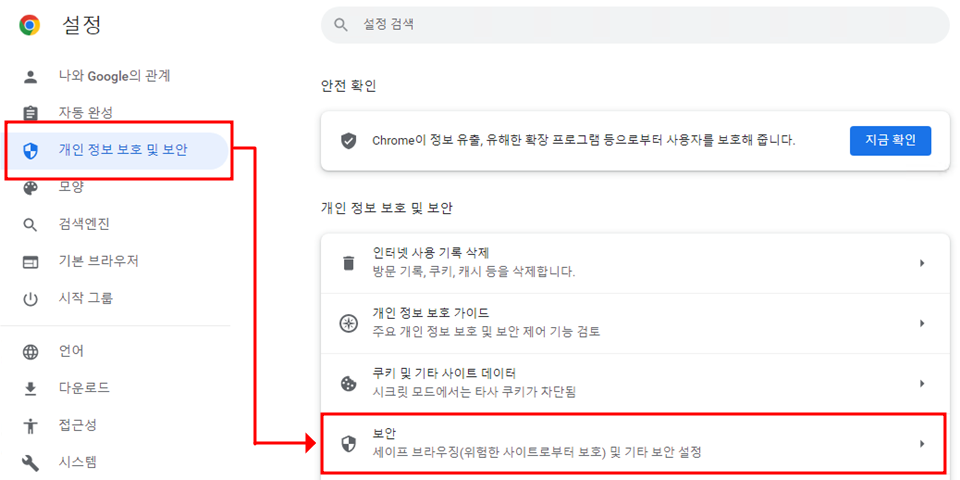 설정
설정 검색
나와 Google의 관계
자동 완성
개인 정보 보호 및 보안
모양
검색엔진
기본 브라우저
시작 그룹
언어
다운로드
접근성
시스템
안전 확인
Chrome이 정보 유출, 유해한 확장 프로그램 등으로부터 사용자를 보호해 줍니다.
지금 확인
개인 정보 보호 및 보안
인터넷 사용 기록 삭제
방문 기록, 쿠키, 캐시 등을 삭제합니다.
개인 정보 보호 가이드
주요 개인 정보 보호 및 보안 제어 기능 검토
쿠키 및 기타 사이트 데이터
시크릿 모드에서는 타사 쿠키가 차단됨
보안
세이프 브라우징(위험한 사이트로부터 보호) 및 기타 보안 설정